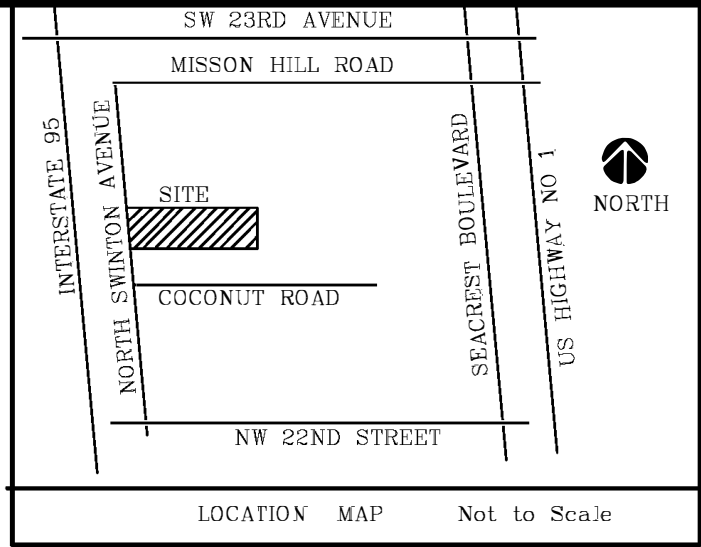 SW 23RD AVENUE
MISSON HILL ROAD
INTERSTATE 95
NORTH SWINTON AVENUE
SITE
SEACREST BOULEVARD
US HIGHWAY NO 1
NORTH
COCONUT ROAD
NW 22ND STREET
LOCATION MAP Not to Scale